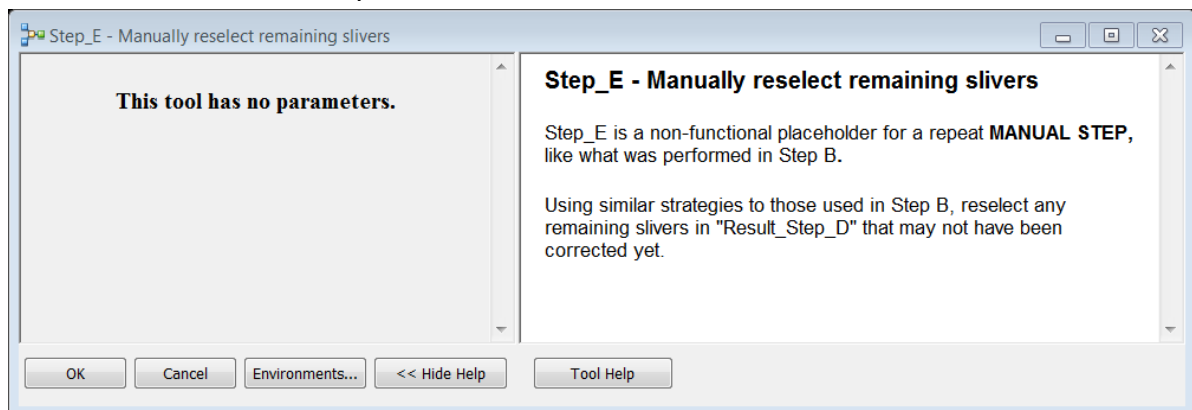 Step_E - Manually reselect remaining slivers
This tool has no parameters.
Step_E - Manually reselect remaining slivers
Step_E is a non-functional placeholder for a repeat MANUAL STEP,
like what was performed in Step B.
Using similar strategies to those used in Step B, reselect any
remaining slivers in "Result_Step_D" that may not have been
corrected yet.
OK
Cancel
Environments...
<< Hide Help
Tool Help